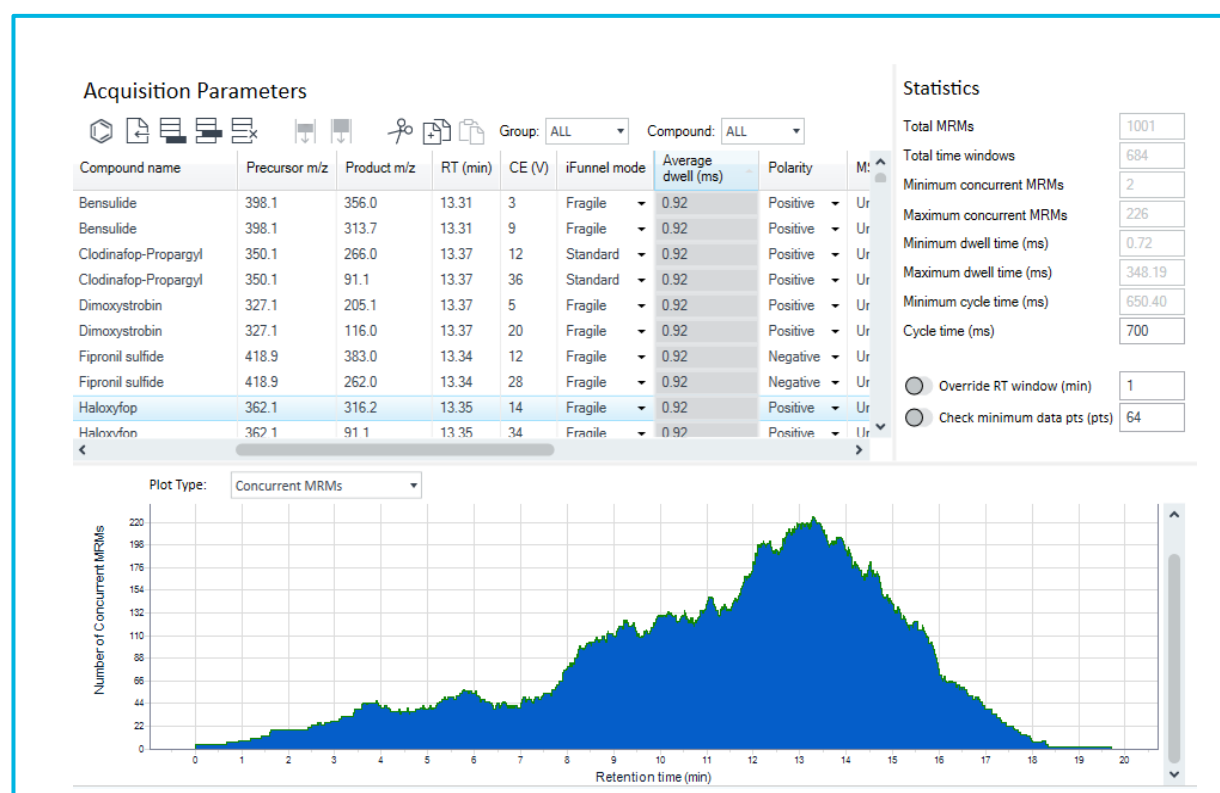 Acquisition Parameters
Group: ALL Compound: ALL
Compound name Precursor m/z Product m/z RT (min) CE (V) iFunnel mode Average dwell (ms) Polarity MS
Bensulide 398.1 356.0 13.31 3 Fragile 0.92 Positive Ur
Bensulide 398.1 313.7 13.31 9 Fragile 0.92 Positive Ur
Clodinafop-Propargyl 350.1 266.0 13.37 12 Standard 0.92 Positive Ur
Clodinafop-Propargyl 350.1 91.1 13.37 36 Standard 0.92 Positive Ur
Dimoxystrobin 327.1 205.1 13.37 5 Fragile 0.92 Positive Ur
Dimoxystrobin 327.1 116.0 13.37 20 Fragile 0.92 Positive Ur
Fipronil sulfide 418.9 383.0 13.34 12 Fragile 0.92 Negative Ur
Fipronil sulfide 418.9 262.0 13.34 28 Fragile 0.92 Negative Ur
Haloxyfop 362.1 316.2 13.35 14 Fragile 0.92 Positive Ur
Haloxyfop 362.1 91.1 13.35 34 Fragile 0.92 Positive Ur
Statistics
Total MRMs 1001
Total time windows 684
Minimum concurrent MRMs 2
Maximum concurrent MRMs 226
Minimum dwell time (ms) 0.72
Maximum dwell time (ms) 348.19
Minimum cycle time (ms) 650.40
Cycle time (ms) 700
Override RT window (min) 1
Check minimum data pts (pts) 64
Plot Type: Concurrent MRMs
Number of Concurrent MRMs
220
198
176
154
132
110
88
66
44
22
0
0 1 2 3 4 5 6 7 8 9 10 11 12 13 14 15 16 17 18 19 20
Retention time (min)